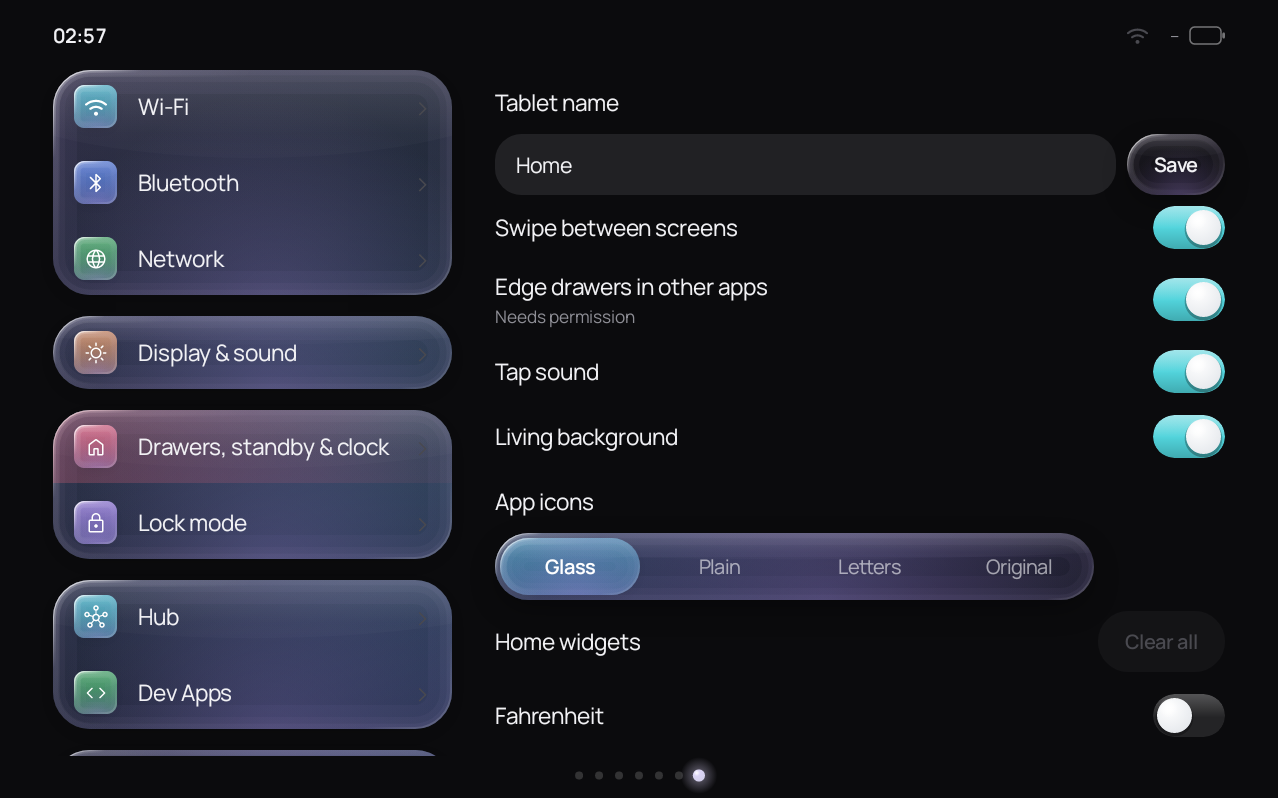 02:57
–
Wi-Fi
Bluetooth
Network
Display & sound
Drawers, standby & clock
Lock mode
Hub
Dev Apps
Tablet name
Home
Save
Swipe between screens
Edge drawers in other apps
Needs permission
Tap sound
Living background
App icons
Glass Plain Letters Original
Home widgets
Clear all
Fahrenheit